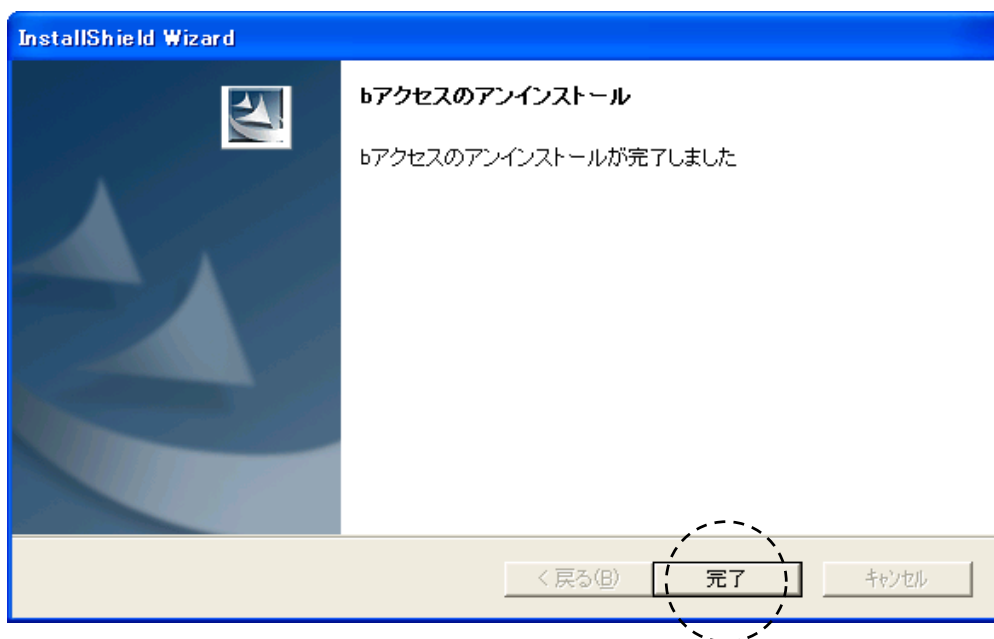 InstallShield Wizard
bアクセスのアンインストール
bアクセスのアンインストールが完了しました
< 戻る(B)
完了
キャンセル